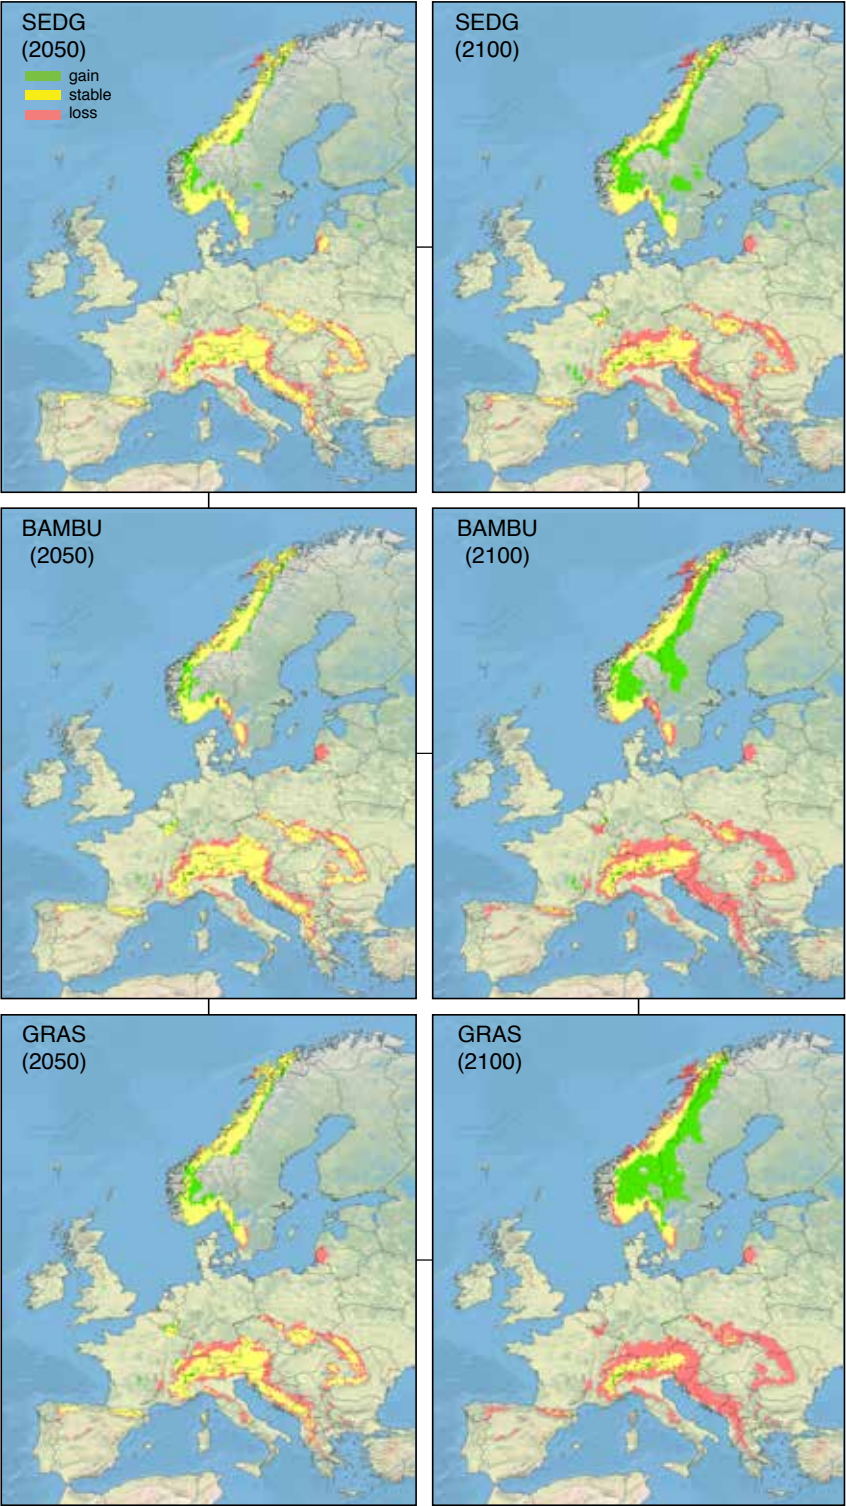 SEDG
(2050)
gain
stable
loss
SEDG
(2100)
BAMBU
(2050)
BAMBU
(2100)
GRAS
(2050)
GRAS
(2100)